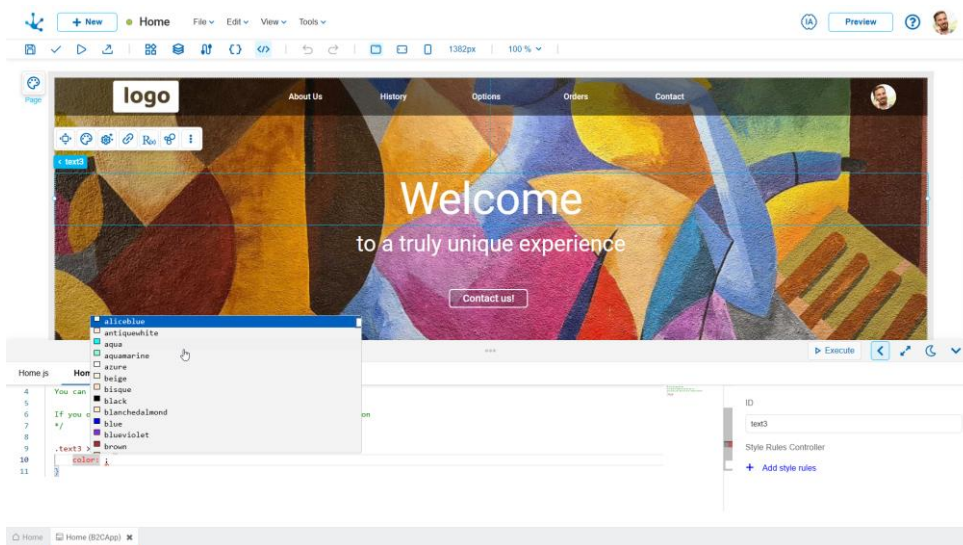 + New
Home
File
Edit
View
Tools
IA
Preview
?
1382px
100 %
Page
logo
About Us
History
Options
Orders
Contact
< text3
Welcome
to a truly unique experience
Contact us!
aliceblue
antiquewhite
aqua
aquamarine
azure
beige
bisque
black
blanchedalmond
blue
blueviolet
brown
Execute
Home.js
Hom
4 You can
5
6 If you o on
7 */
8
9 .text3 >
10 color: ;
11 }
ID
text3
Style Rules Controller
+ Add style rules
Home
Home (B2CApp)